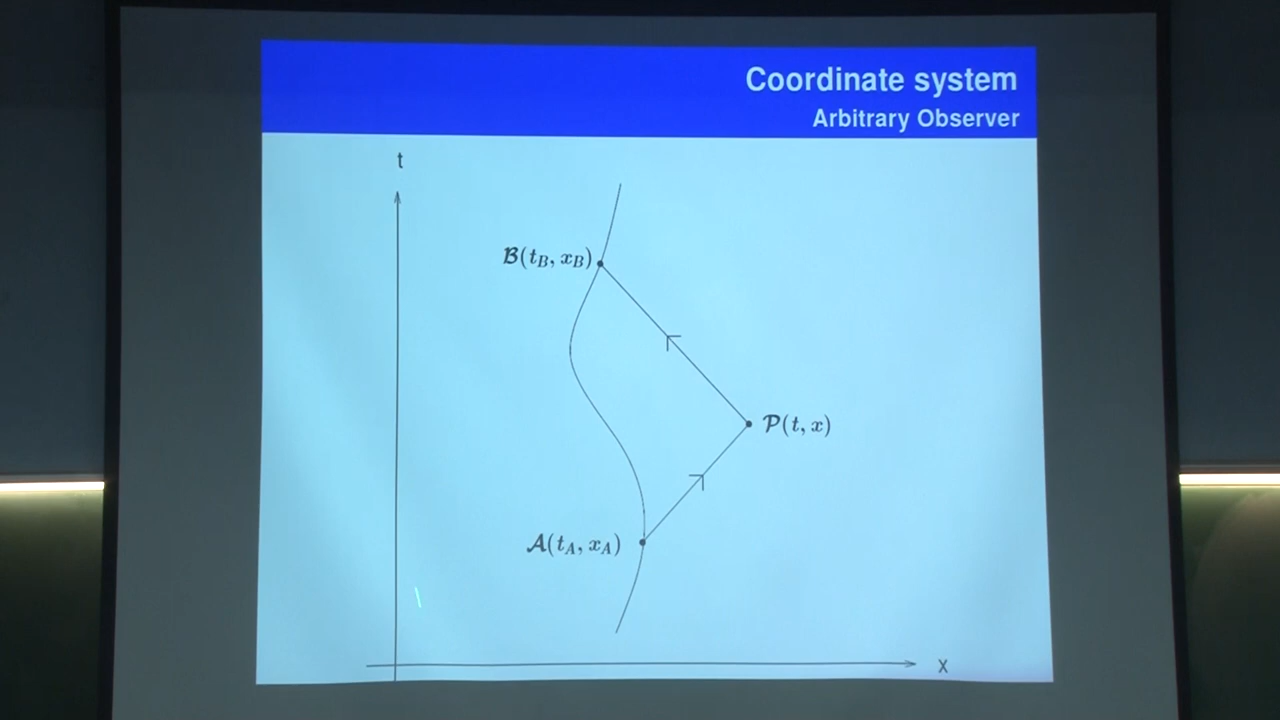 Coordinate system
Arbitrary Observer
t
ℬ(t_B, x_B)
𝒫(t, x)
𝒜(t_A, x_A)
x